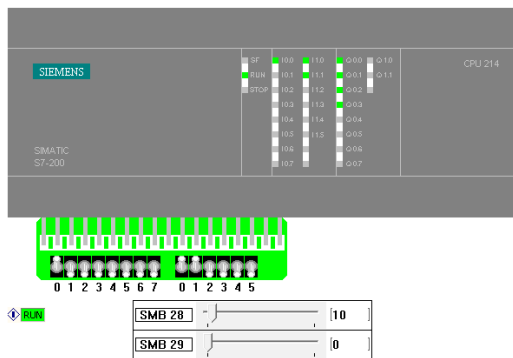 SIEMENS
SIMATIC
S7-200
SF
RUN
STOP
I0.0
I0.1
I0.2
I0.3
I0.4
I0.5
I0.6
I0.7
I1.0
I1.1
I1.2
I1.3
I1.4
I1.5
Q0.0
Q0.1
Q0.2
Q0.3
Q0.4
Q0.5
Q0.6
Q0.7
Q1.0
Q1.1
CPU 214
0 1 2 3 4 5 6 7 0 1 2 3 4 5
RUN
SMB 28 [10 ]
SMB 29 [0 ]